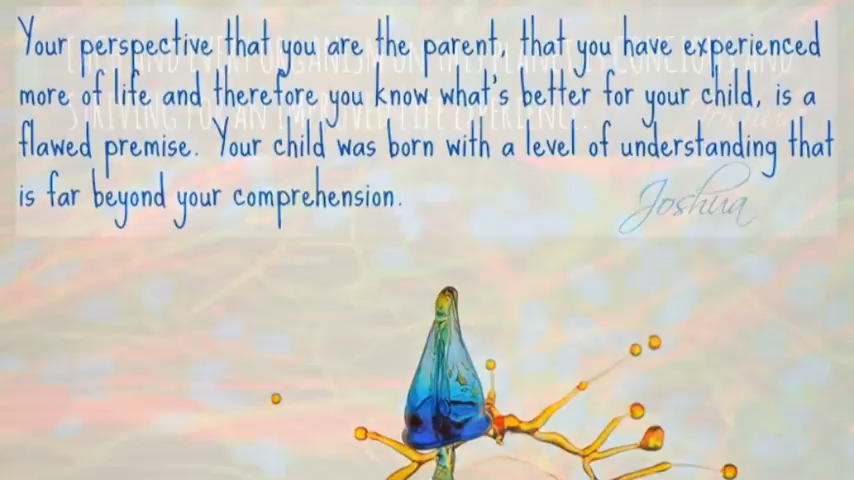 Your perspective that you are the parent, that you have experienced
more of life and therefore you know what's better for your child, is a
flawed premise. Your child was born with a level of understanding that
is far beyond your comprehension.
Joshua